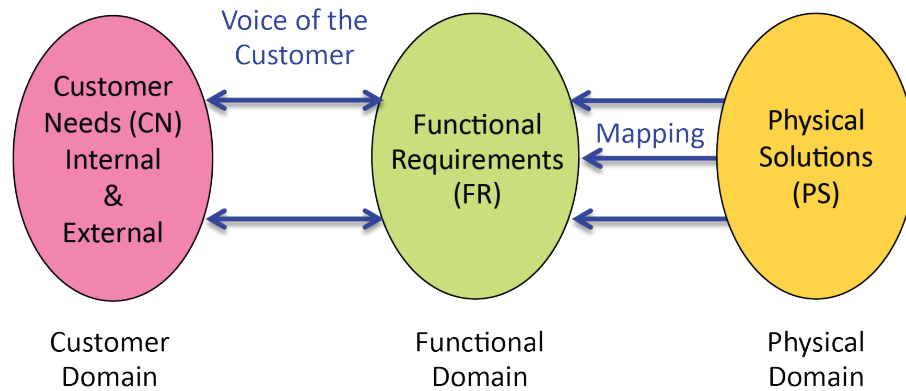 Voice of the
Customer
Customer
Needs (CN)
Internal
&
External
Functional
Requirements
(FR)
Mapping
Physical
Solutions
(PS)
Customer
Domain
Functional
Domain
Physical
Domain